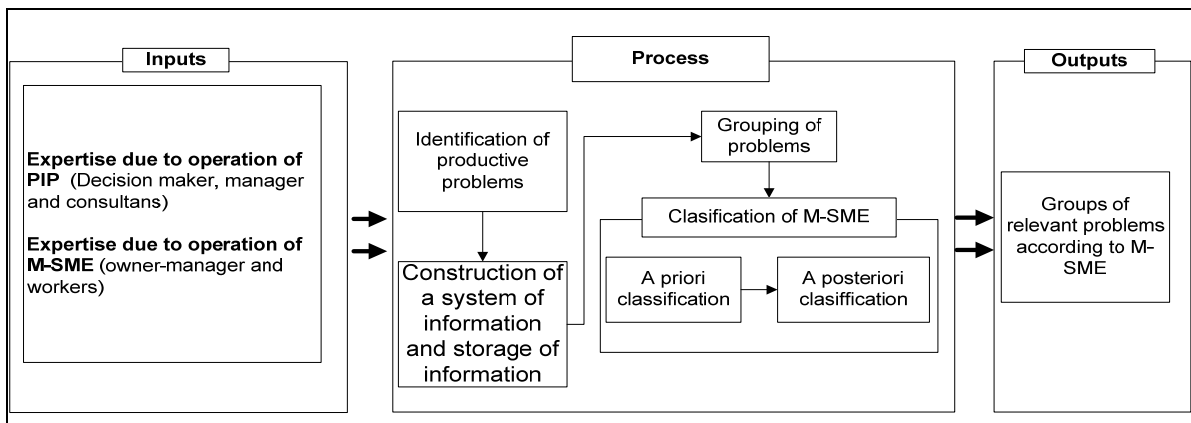 Inputs
Expertise due to operation of
PIP (Decision maker, manager
and consultans)
Expertise due to operation of
M-SME (owner-manager and
workers)
Process
Identification of
productive
problems
Construction of
a system of
information
and storage of
information
Grouping of
problems
Clasification of M-SME
A priori
classification
A posteriori
clasiffication
Outputs
Groups of
relevant problems
according to M-
SME